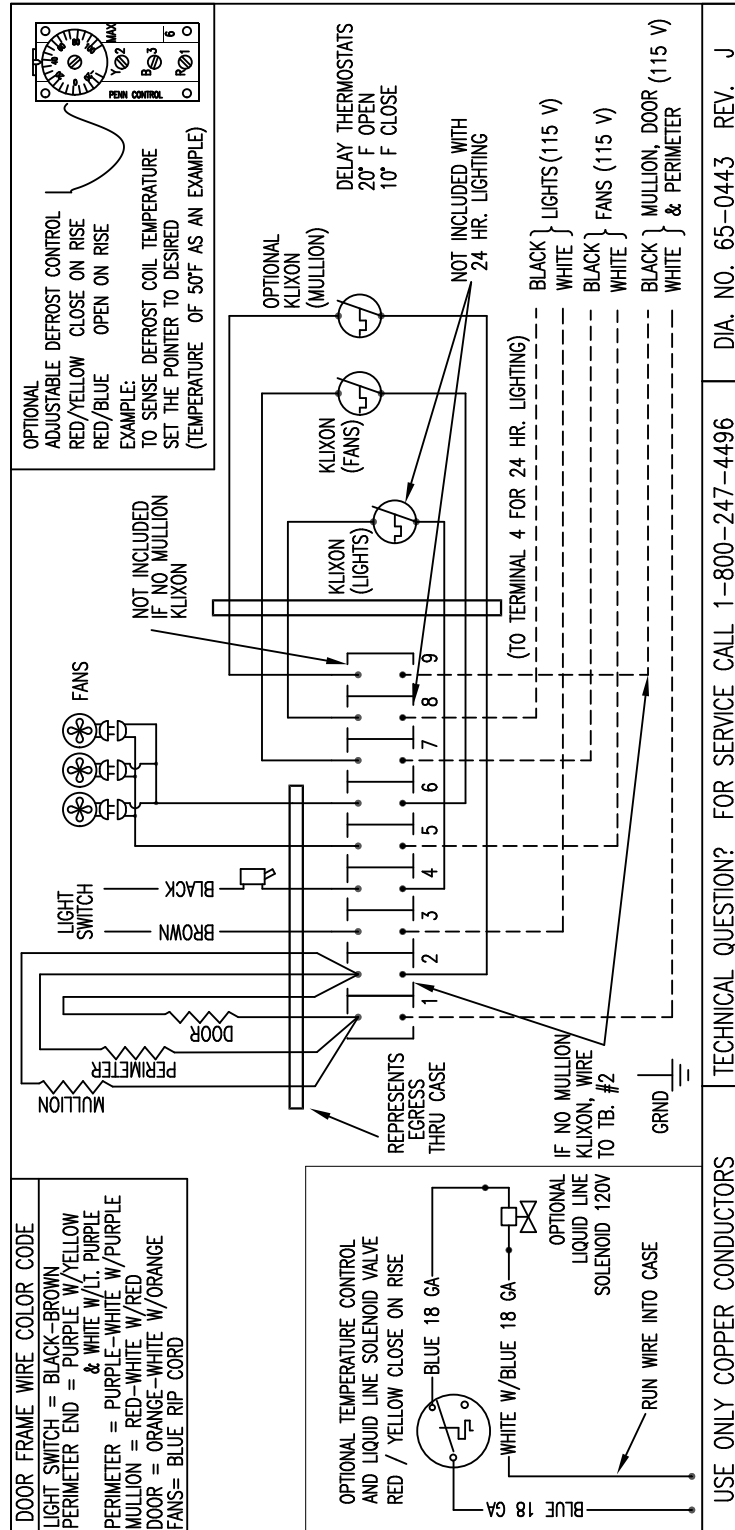 DOOR FRAME WIRE COLOR CODE
LIGHT SWITCH = BLACK-BROWN
PERIMETER END = PURPLE W/YELLOW
& WHITE W/LT. PURPLE
PERIMETER = PURPLE-WHITE W/PURPLE
MULLION = RED-WHITE W/RED
DOOR = ORANGE-WHITE W/ORANGE
FANS= BLUE RIP CORD
MULLION
PERIMETER
DOOR
LIGHT
SWITCH
BROWN
BLACK
FANS
NOT INCLUDED
IF NO MULLION
KLIXON
OPTIONAL
ADJUSTABLE DEFROST CONTROL
RED/YELLOW CLOSE ON RISE
RED/BLUE OPEN ON RISE
EXAMPLE:
TO SENSE DEFROST COIL TEMPERATURE
SET THE POINTER TO DESIRED
(TEMPERATURE OF 50°F AS AN EXAMPLE)
MAX
6
Y 2
B 3
R 1
PENN CONTROL
REPRESENTS
EGRESS
THRU CASE
1
2
3
4
5
6
7
8
9
KLIXON
(LIGHTS)
KLIXON
(FANS)
OPTIONAL
KLIXON
(MULLION)
DELAY THERMOSTATS
20° F OPEN
10° F CLOSE
NOT INCLUDED WITH
24 HR. LIGHTING
(TO TERMINAL 4 FOR 24 HR. LIGHTING)
BLACK
WHITE
LIGHTS (115 V)
BLACK
WHITE
FANS (115 V)
BLACK
WHITE
MULLION, DOOR (115 V)
& PERIMETER
IF NO MULLION
KLIXON, WIRE
TO TB. #2
GRND
OPTIONAL TEMPERATURE CONTROL
AND LIQUID LINE SOLENOID VALVE
RED / YELLOW CLOSE ON RISE
BLUE 18 GA
BLUE 18 GA
WHITE W/BLUE 18 GA
OPTIONAL
LIQUID LINE
SOLENOID 120V
RUN WIRE INTO CASE
USE ONLY COPPER CONDUCTORS
TECHNICAL QUESTION? FOR SERVICE CALL 1-800-247-4496
DIA. NO. 65-0443 REV. J